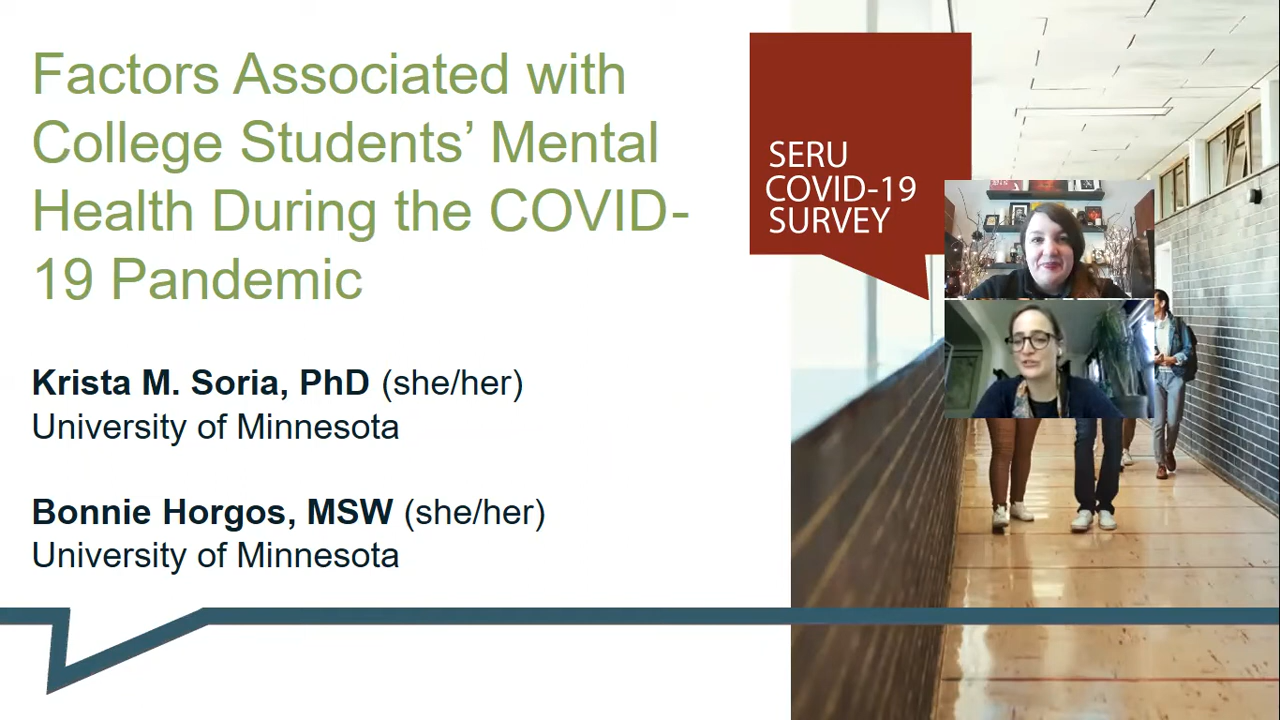 Factors Associated with
College Students’ Mental
Health During the COVID-
19 Pandemic
Krista M. Soria, PhD (she/her)
University of Minnesota
Bonnie Horgos, MSW (she/her)
University of Minnesota
SERU
COVID-19
SURVEY